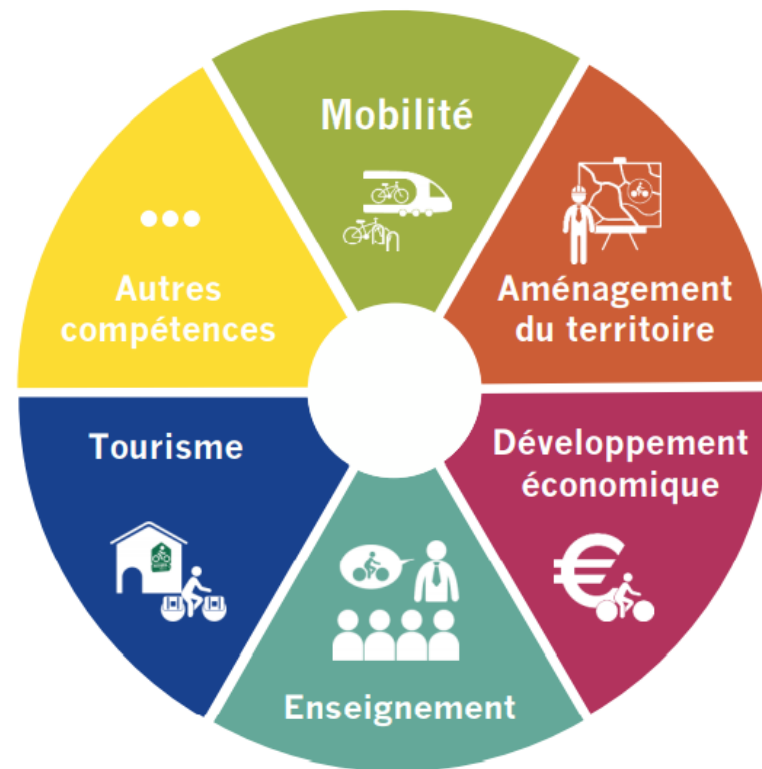 Mobilité
Aménagement
du territoire
Développement
économique
Enseignement
Tourisme
Autres
compétences